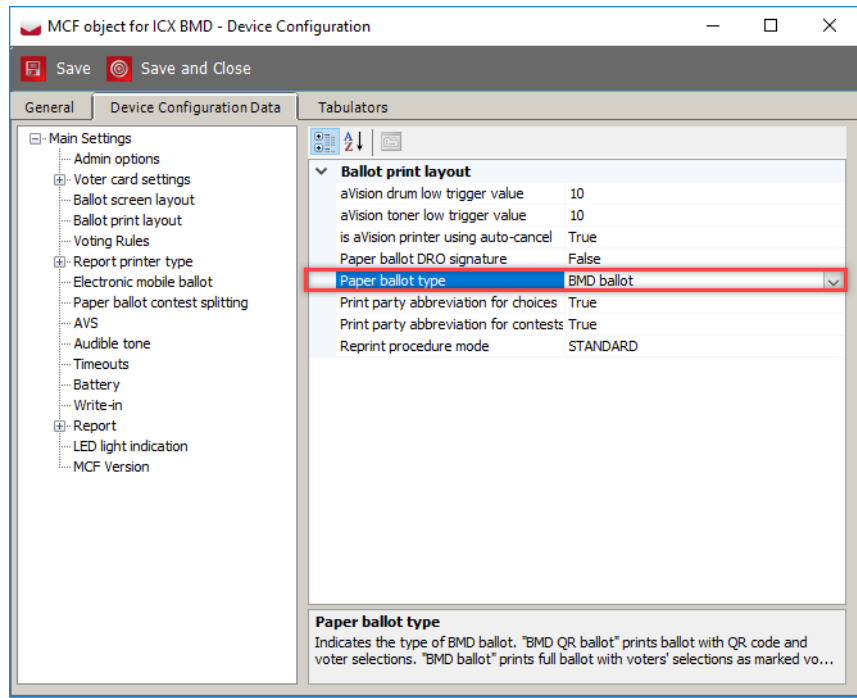 MCF object for ICX BMD - Device Configuration
Save Save and Close
General Device Configuration Data Tabulators
Main Settings
Admin options
Voter card settings
Ballot screen layout
Ballot print layout
Voting Rules
Report printer type
Electronic mobile ballot
Paper ballot contest splitting
AVS
Audible tone
Timeouts
Battery
Write-in
Report
LED light indication
MCF Version
Ballot print layout
aVision drum low trigger value 10
aVision toner low trigger value 10
is aVision printer using auto-cancel True
Paper ballot DRO signature False
Paper ballot type BMD ballot
Print party abbreviation for choices True
Print party abbreviation for contests True
Reprint procedure mode STANDARD
Paper ballot type
Indicates the type of BMD ballot. "BMD QR ballot" prints ballot with QR code and
voter selections. "BMD ballot" prints full ballot with voters' selections as marked vo...